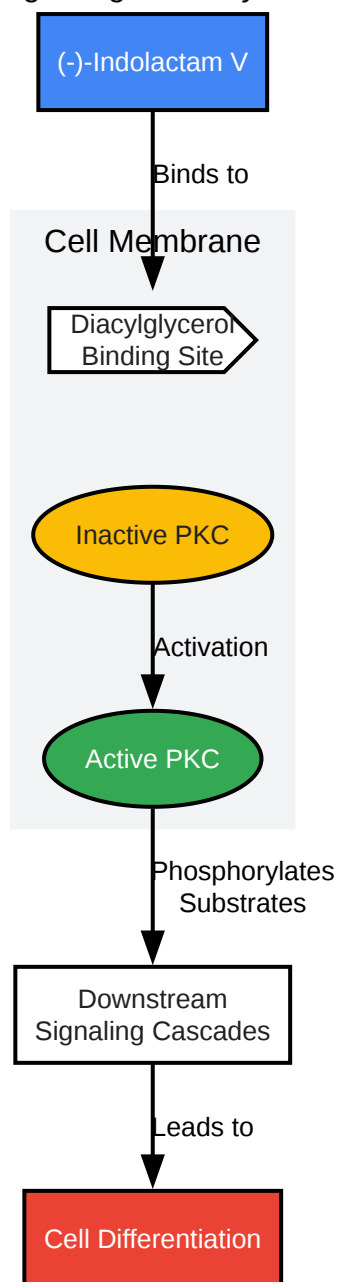 (-)-Indolactam V
Binds to
Cell Membrane
Diacylglycerol
Binding Site
Inactive PKC
Activation
Active PKC
Phosphorylates
Substrates
Downstream
Signaling Cascades
Leads to
Cell Differentiation